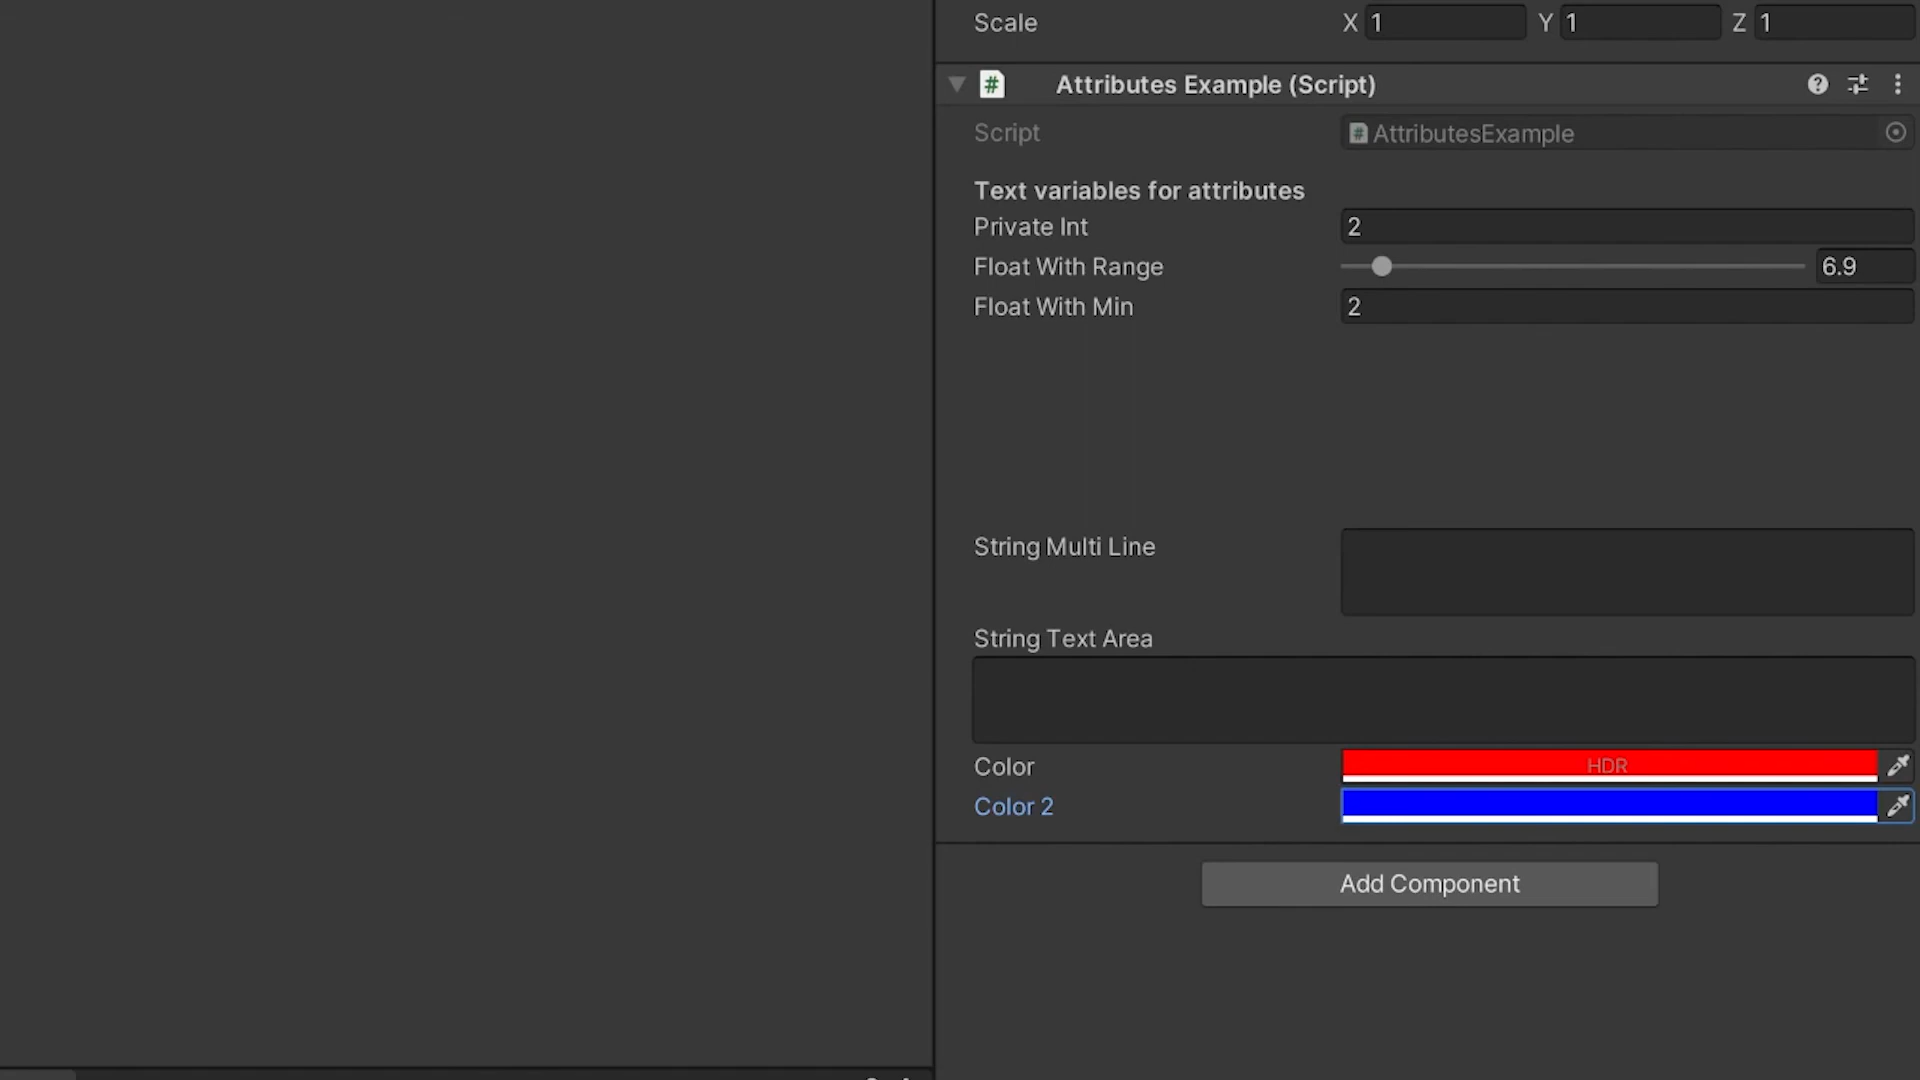 Scale X 1 Y 1 Z 1
# Attributes Example (Script) ?
Script # AttributesExample
Text variables for attributes
Private Int 2
Float With Range 6.9
Float With Min 2
String Multi Line
String Text Area
Color HDR
Color 2
Add Component